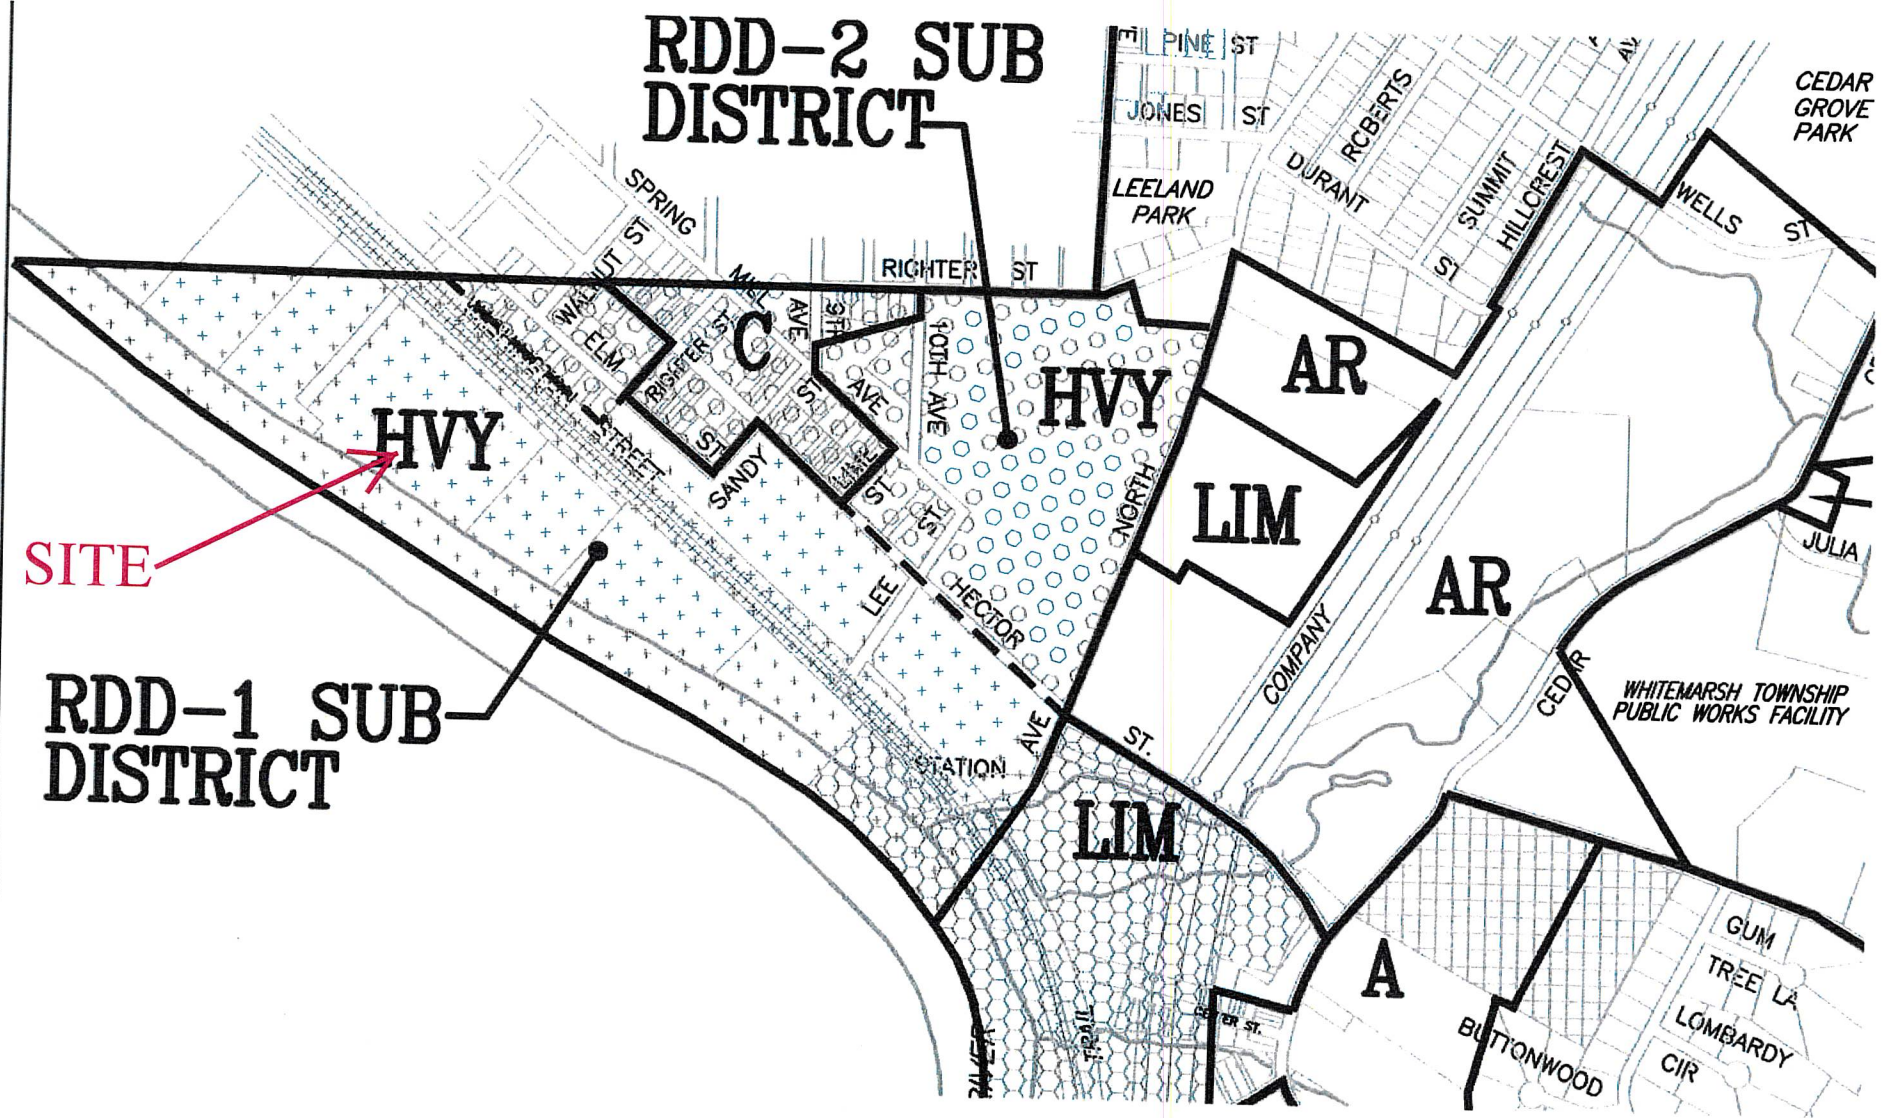 RDD-2 SUB
DISTRICT
PINE ST
JONES ST
LEELAND
PARK
ROBERTS
DURANT
ST
SUMMIT
HILLCREST
CEDAR
GROVE
PARK
WELLS ST
SPRING
WALNUT ST
ELM
MILL
AVE
RIGHTER ST
RIGHTER ST
C
9TH
AVE
10TH AVE
ST
ST
SANDY
LEE
ST
ST
HECTOR
STREET
HVY
HVY
AR
LIM
NORTH
AVE
COMPANY
AR
CEDAR
JULIA
WHITEMARSH TOWNSHIP
PUBLIC WORKS FACILITY
SITE
RDD-1 SUB
DISTRICT
STATION
ST.
LIM
A
RIVER
TRAIL
GUM
TREE LA
LOMBARDY
CIR
BUTTONWOOD